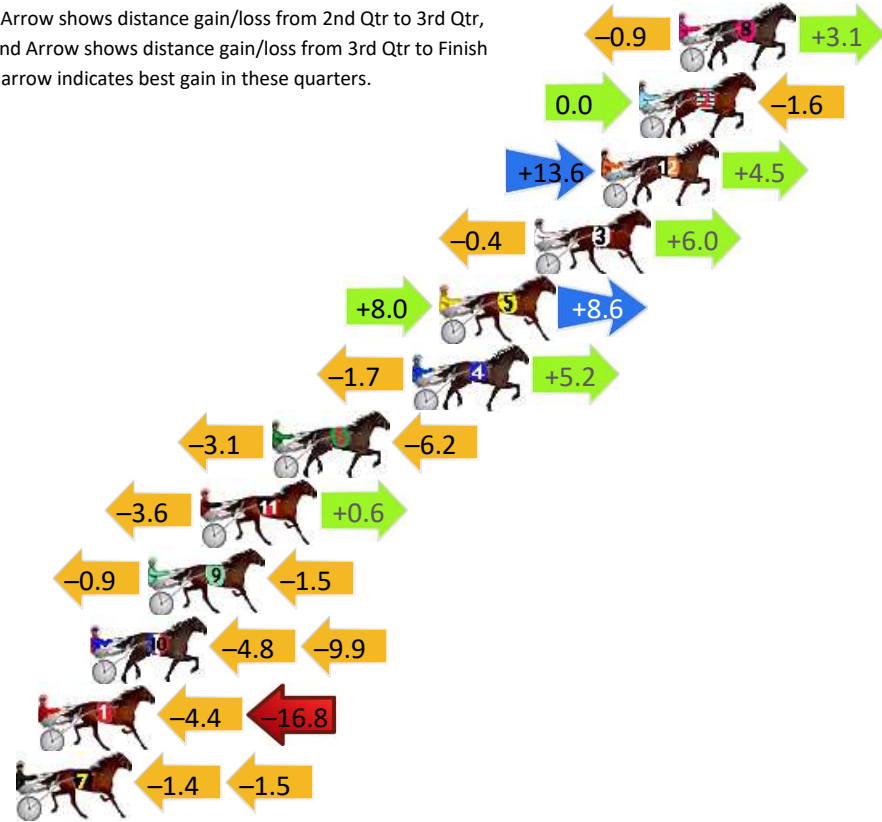 Arrow shows distance gain/loss from 2nd Qtr to 3rd Qtr,
nd Arrow shows distance gain/loss from 3rd Qtr to Finish
arrow indicates best gain in these quarters.
–0.9 8 +3.1
0.0 2 –1.6
+13.6 12 +4.5
–0.4 3 +6.0
+8.0 5 +8.6
–1.7 4 +5.2
–3.1 6 –6.2
–3.6 11 +0.6
–0.9 9 –1.5
10 –4.8 –9.9
1 –4.4 –16.8
7 –1.4 –1.5